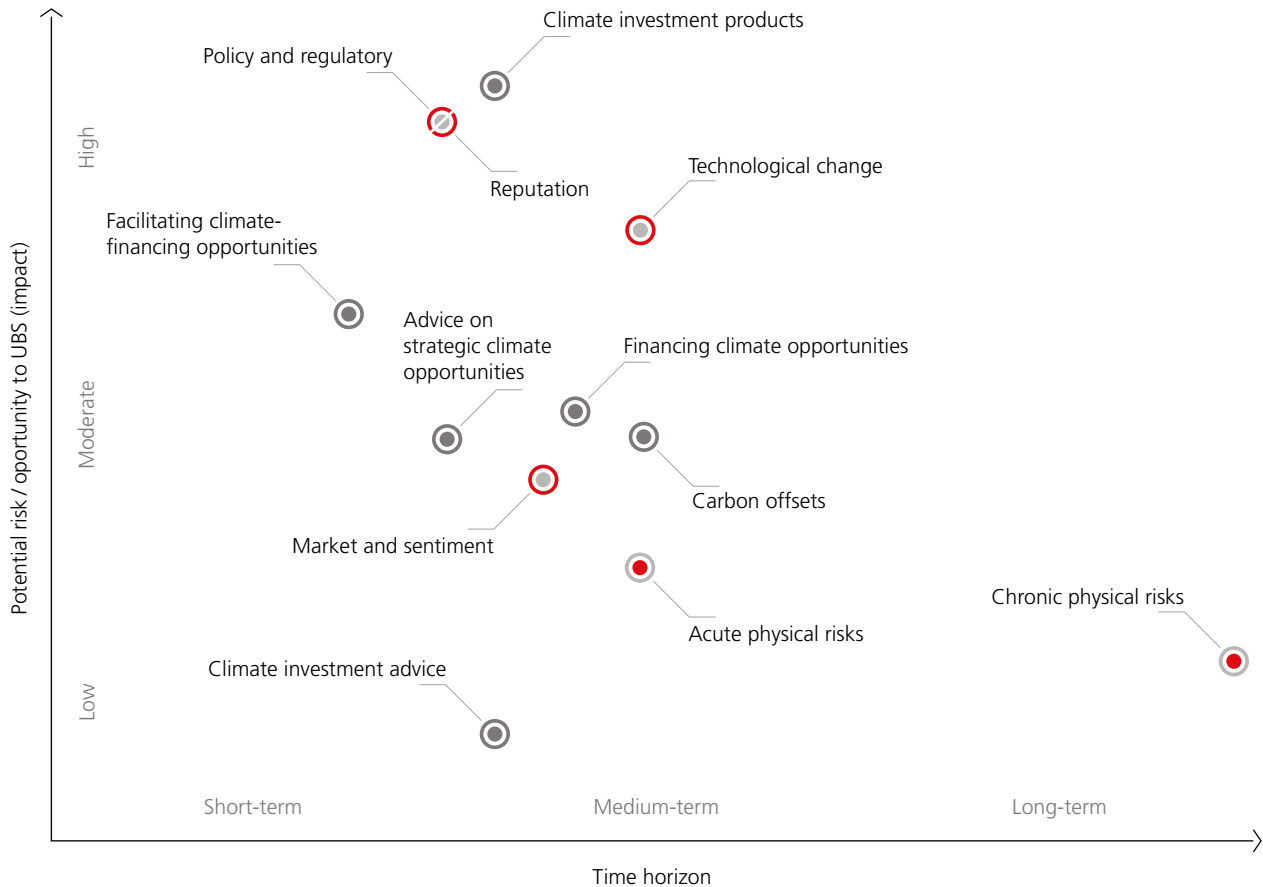 Climate investment products
Policy and regulatory
High
Technological change
Reputation
Facilitating climate-
financing opportunities
Potential risk / oportunity to UBS (impact)
Advice on
strategic climate
opportunities
Financing climate opportunities
Moderate
Carbon offsets
Market and sentiment
Chronic physical risks
Acute physical risks
Climate investment advice
Low
Short-term
Medium-term
Long-term
Time horizon